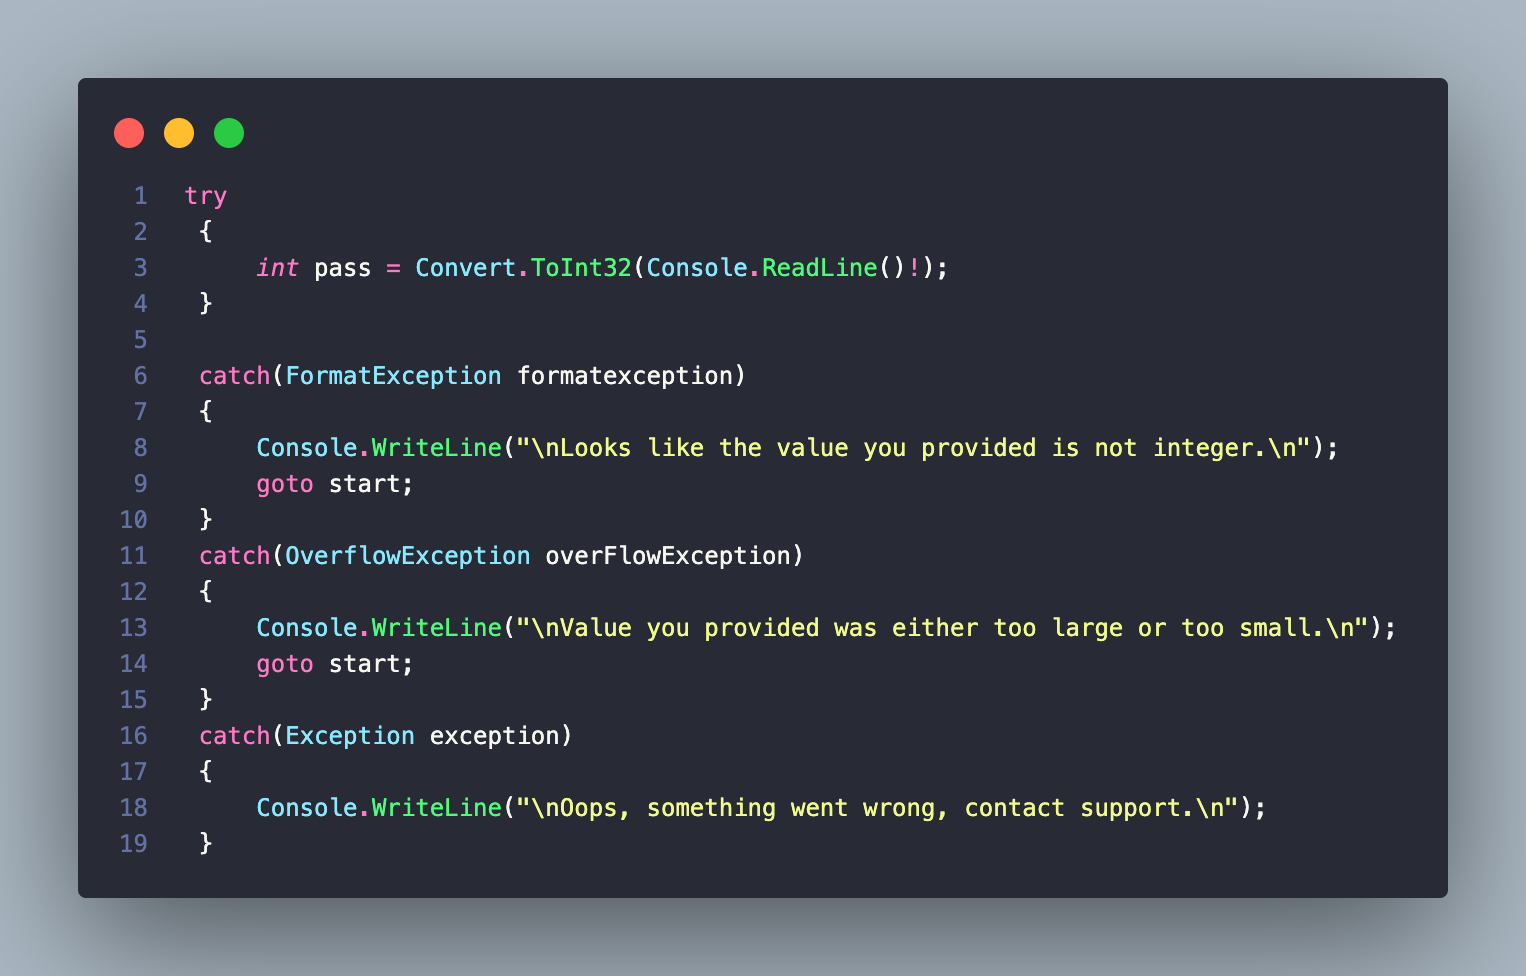 1 try
2 {
3 int pass = Convert.ToInt32(Console.ReadLine()!);
4 }
5
6 catch(FormatException formatexception)
7 {
8 Console.WriteLine("\nLooks like the value you provided is not integer.\n");
9 goto start;
10 }
11 catch(OverflowException overFlowException)
12 {
13 Console.WriteLine("\nValue you provided was either too large or too small.\n");
14 goto start;
15 }
16 catch(Exception exception)
17 {
18 Console.WriteLine("\nOops, something went wrong, contact support.\n");
19 }